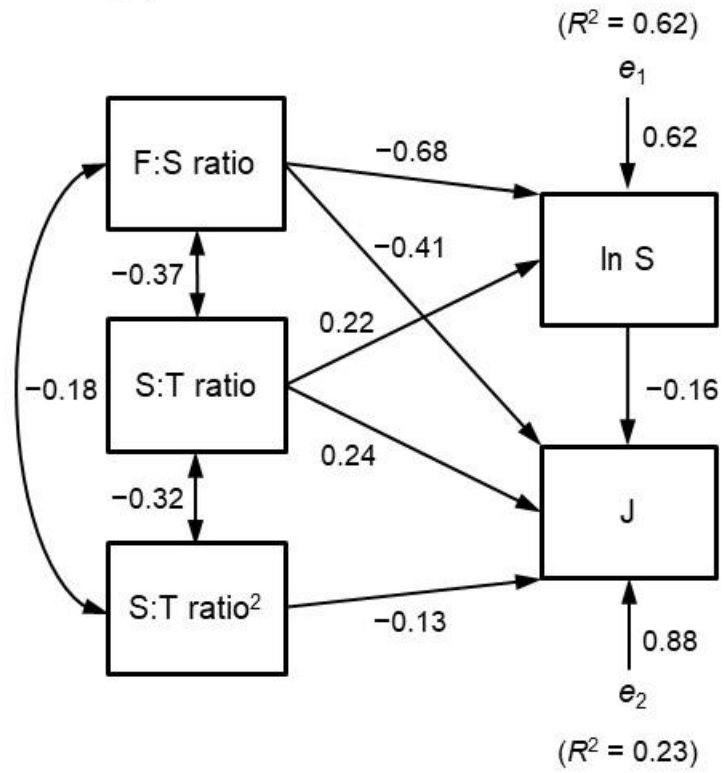 (R² = 0.62)
e₁
0.62
F:S ratio
−0.68
ln S
−0.41
−0.37
0.22
S:T ratio
−0.18
−0.16
0.24
J
−0.32
S:T ratio²
−0.13
0.88
e₂
(R² = 0.23)